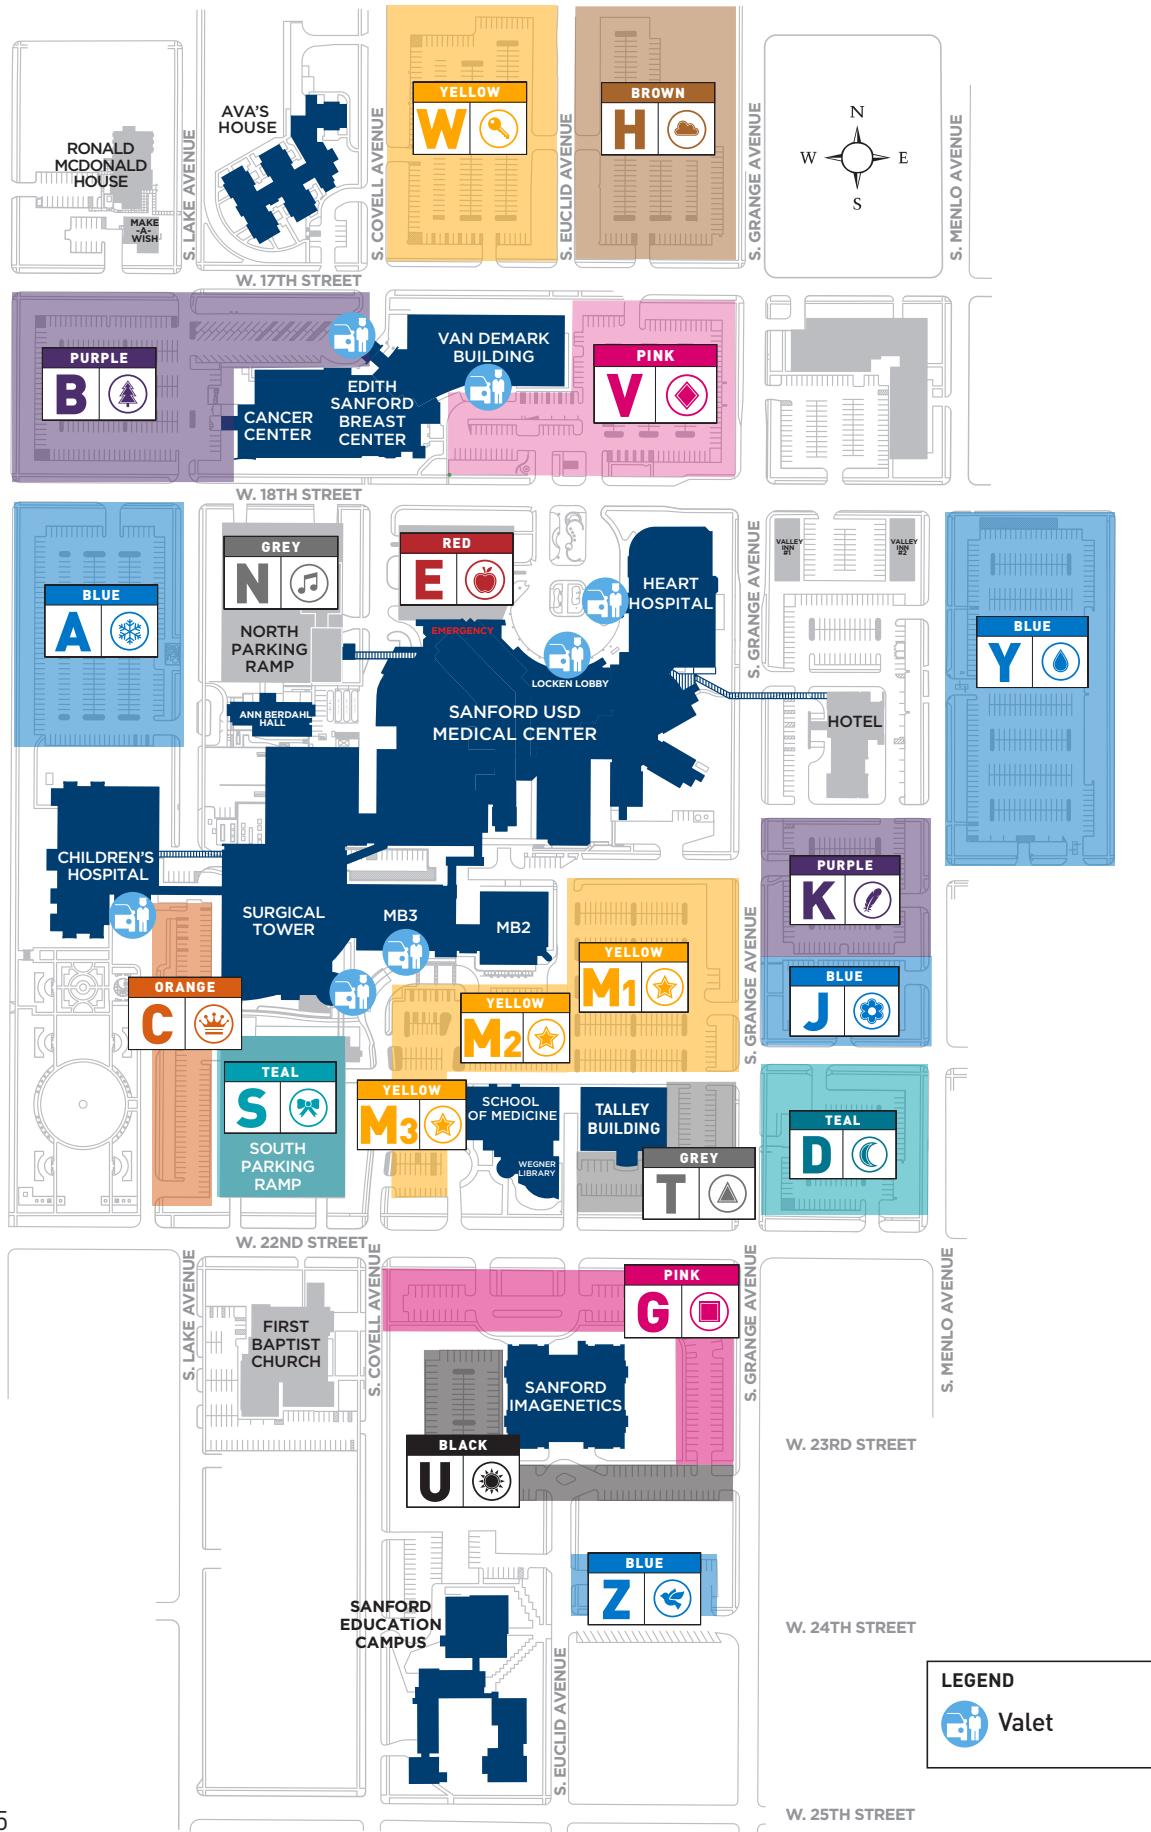 YELLOW
W
BROWN
H
AVA'S
HOUSE
RONALD
MCDONALD
HOUSE
MAKE
-A-
WISH
S. LAKE AVENUE
S. COVELL AVENUE
S. EUCLID AVENUE
S. GRANGE AVENUE
S. MENLO AVENUE
N
W
E
S
W. 17TH STREET
PURPLE
B
VAN DEMARK
BUILDING
EDITH
SANFORD
BREAST
CENTER
CANCER
CENTER
PINK
V
W. 18TH STREET
BLUE
A
GREY
N
NORTH
PARKING
RAMP
RED
E
EMERGENCY
HEART
HOSPITAL
LOCKEN LOBBY
S. GRANGE AVENUE
VALLEY
INN
#1
VALLEY
INN
#2
BLUE
Y
ANN BERDAHL
HALL
SANFORD USD
MEDICAL CENTER
HOTEL
CHILDREN'S
HOSPITAL
SURGICAL
TOWER
MB3
MB2
PURPLE
K
S. GRANGE AVENUE
YELLOW
M1
BLUE
J
ORANGE
C
YELLOW
M2
TEAL
S
SOUTH
PARKING
RAMP
YELLOW
M3
SCHOOL
OF MEDICINE
WEGNER
LIBRARY
TALLEY
BUILDING
GREY
T
TEAL
D
W. 22ND STREET
S. LAKE AVENUE
S. COVELL AVENUE
S. GRANGE AVENUE
S. MENLO AVENUE
FIRST
BAPTIST
CHURCH
PINK
G
SANFORD
IMAGENETICS
BLACK
U
W. 23RD STREET
BLUE
Z
SANFORD
EDUCATION
CAMPUS
S. EUCLID AVENUE
W. 24TH STREET
LEGEND
Valet
W. 25TH STREET
5